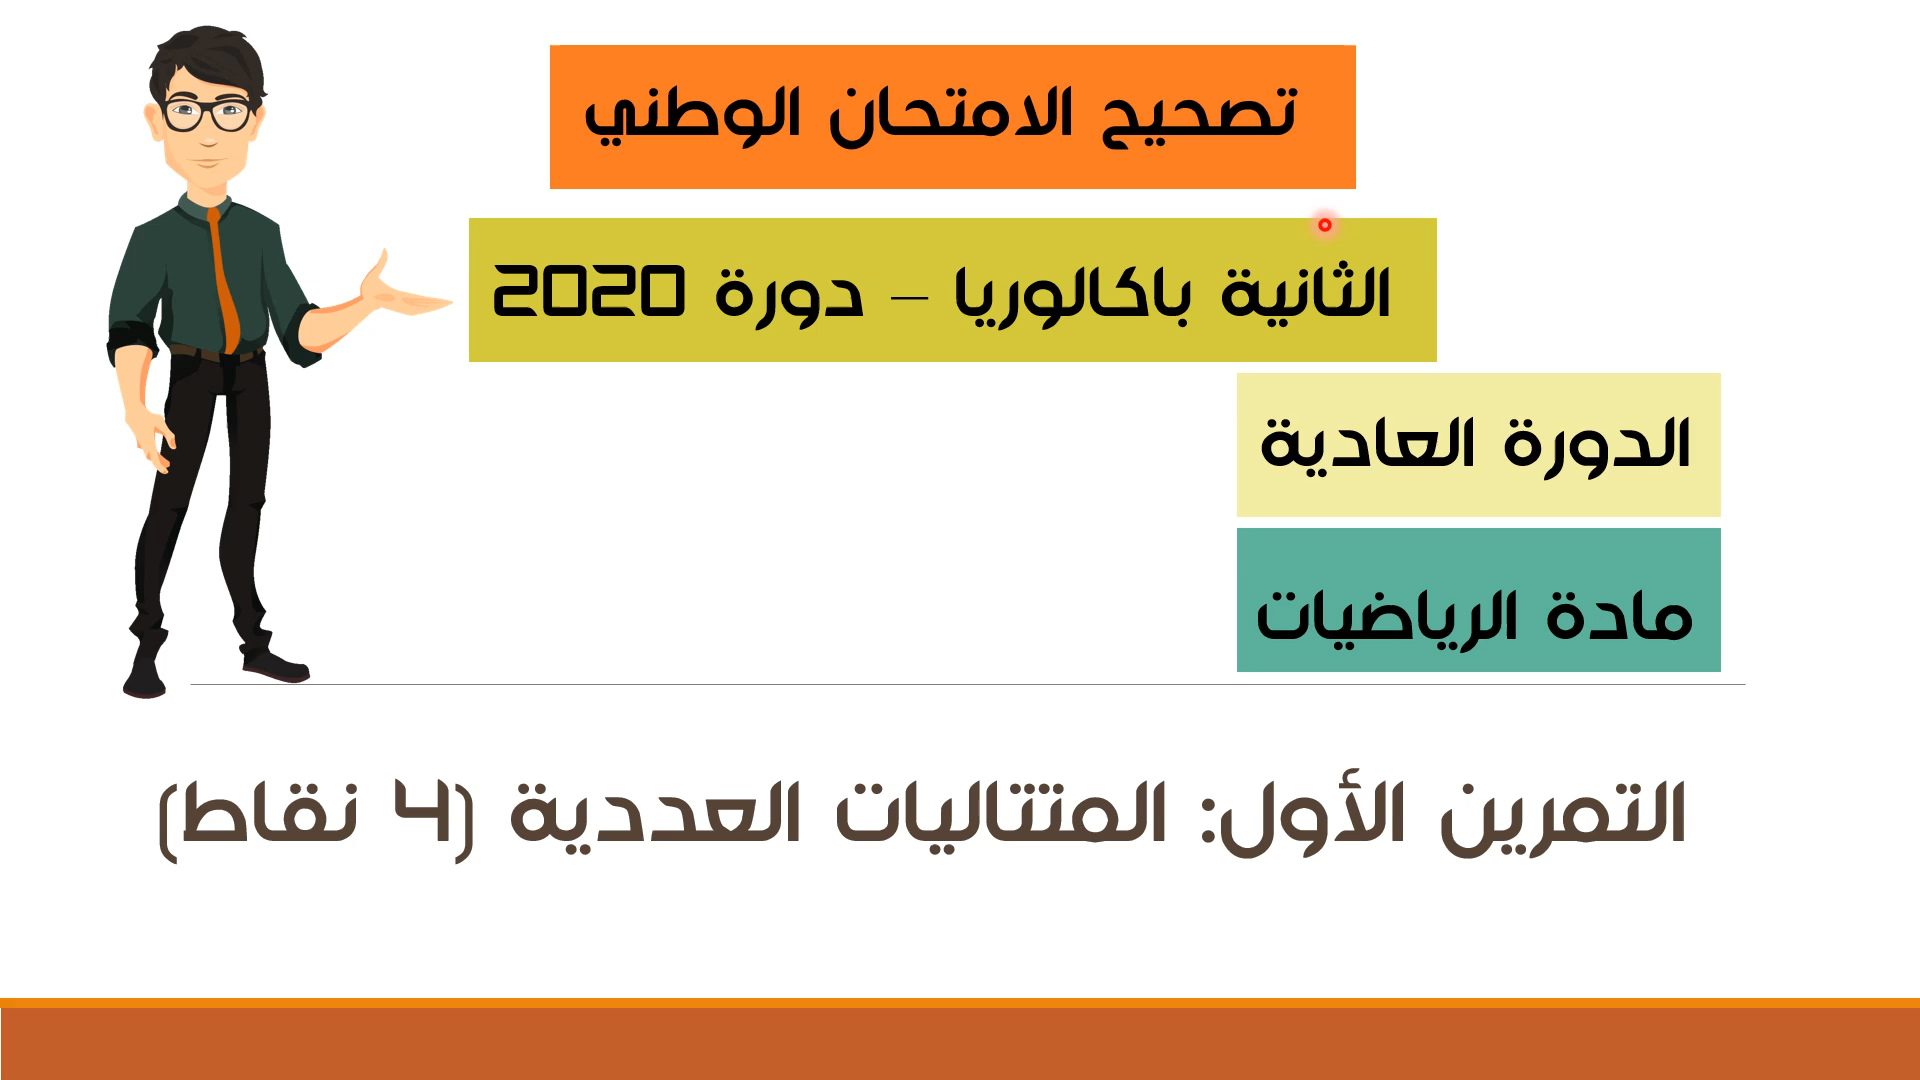 تصحيح الامتحان الوطني
الثانية باكالوريا – دورة 2020
الدورة العادية
مادة الرياضيات
التمرين الأول: المتتاليات العددية (4 نقاط)